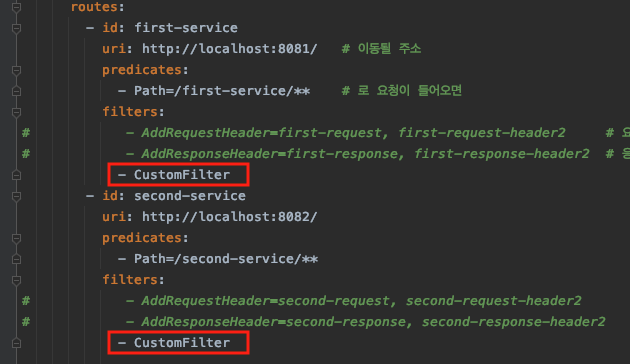 routes:
- id: first-service
uri: http://localhost:8081/ # 이동될 주소
predicates:
- Path=/first-service/** # 로 요청이 들어오면
filters:
# - AddRequestHeader=first-request, first-request-header2 #
# - AddResponseHeader=first-response, first-response-header2 #
- CustomFilter
- id: second-service
uri: http://localhost:8082/
predicates:
- Path=/second-service/**
filters:
# - AddRequestHeader=second-request, second-request-header2
# - AddResponseHeader=second-response, second-response-header2
- CustomFilter